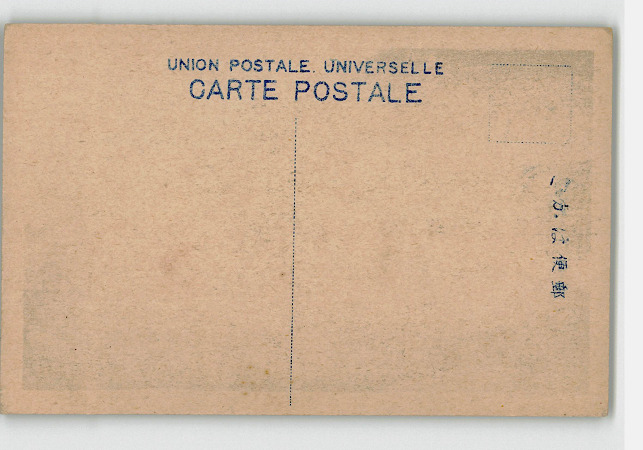 UNION POSTALE. UNIVERSELLE
CARTE POSTALE
郵便はかき